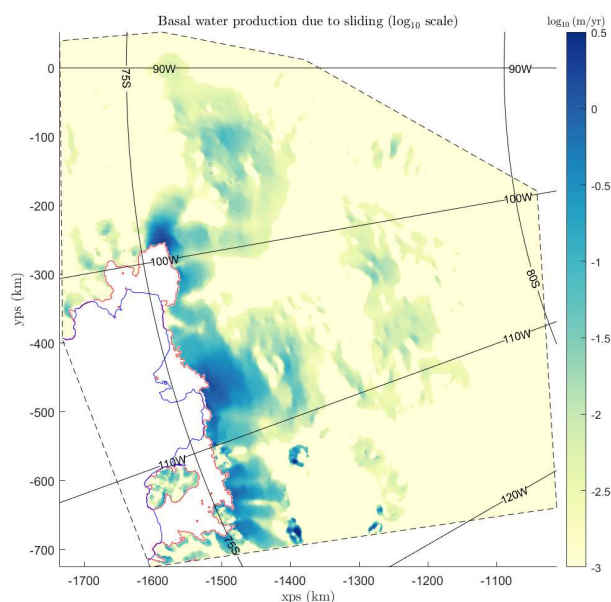 Basal water production due to sliding (log₁₀ scale)
log₁₀ (m/yr)
0.5
0
-0.5
-1
-1.5
-2
-2.5
-3
yps (km)
0
-100
-200
-300
-400
-500
-600
-700
75S
90W
90W
100W
100W
80S
110W
110W
120W
75S
-1700
-1600
-1500
-1400
-1300
-1200
-1100
xps (km)